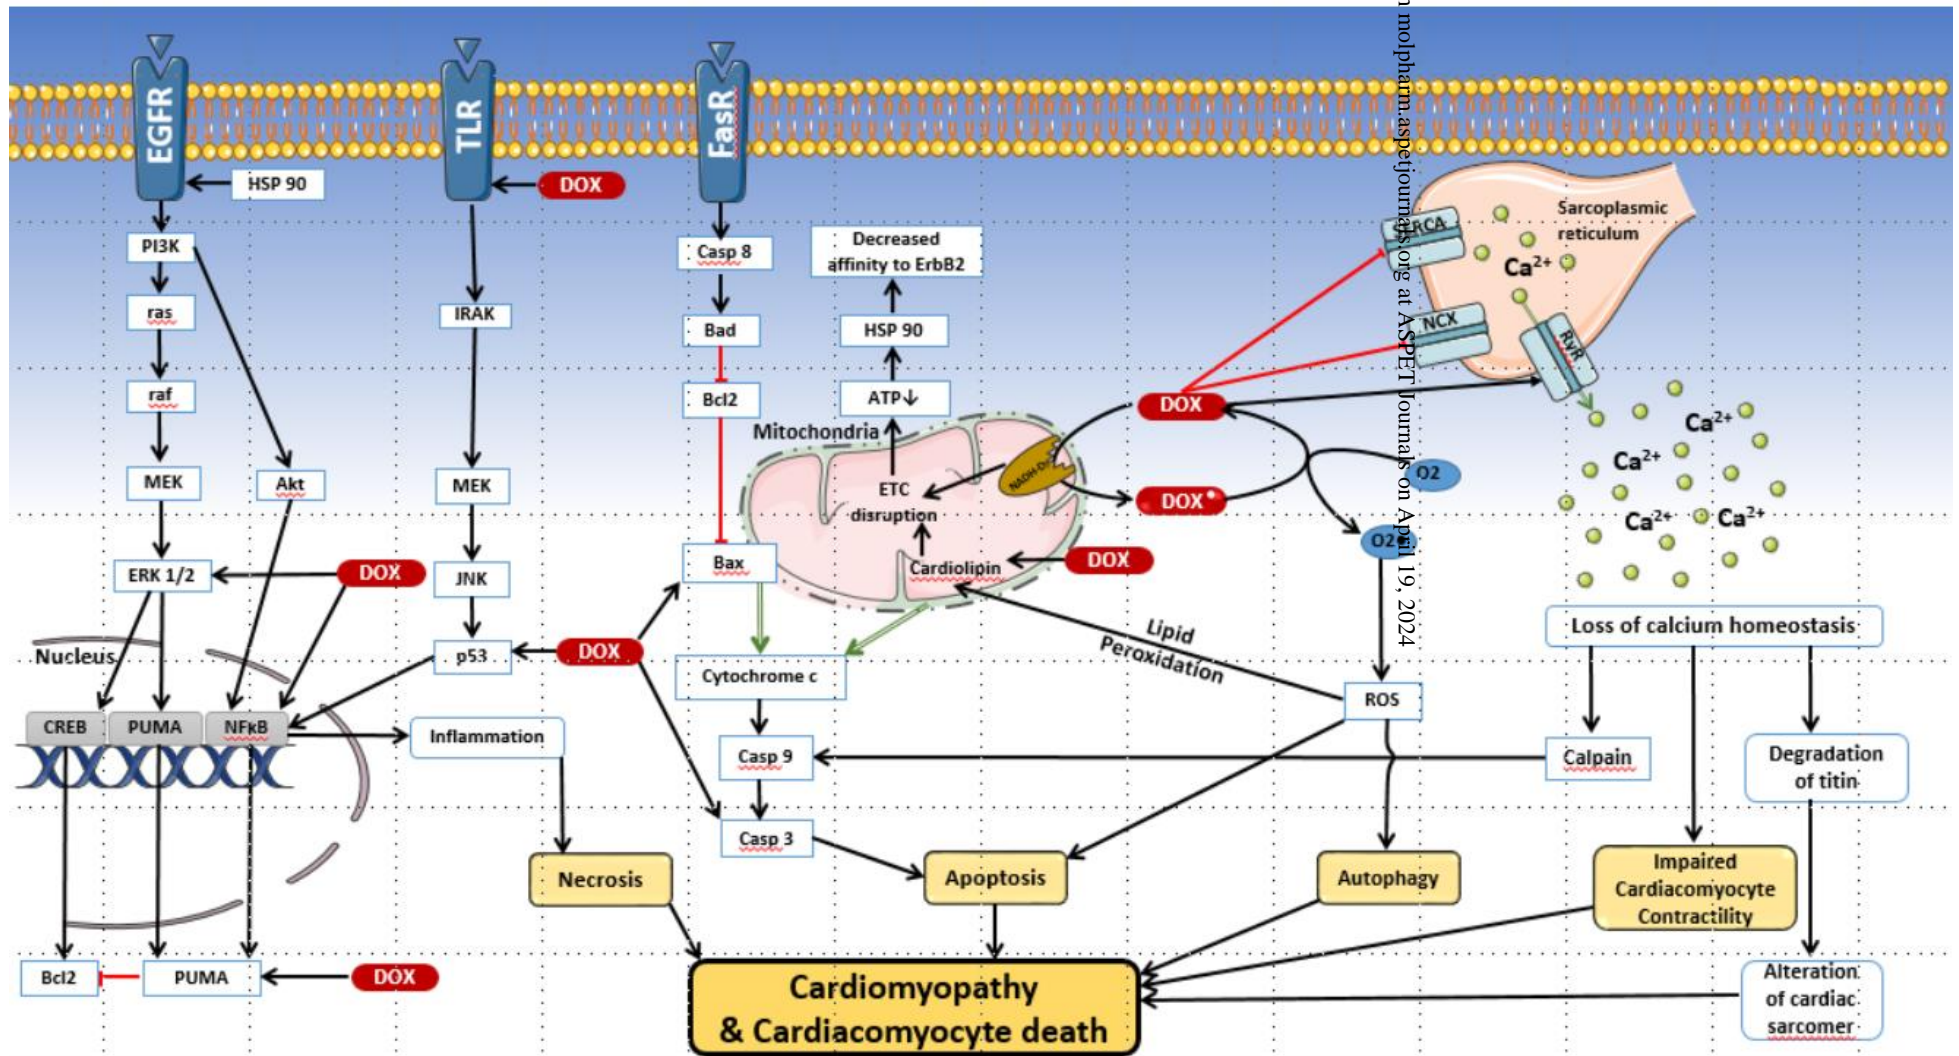 n molpharm.aspetjournals.org at ASPET Journals on April 19, 2024
EGFR
TLR
FasR
HSP 90
DOX
PI3K
ras
raf
MEK
Akt
ERK 1/2
DOX
Nucleus
CREB
PUMA
NFκB
Bcl2
PUMA
DOX
IRAK
MEK
JNK
p53
DOX
Inflammation
Necrosis
Casp 8
Bad
Bcl2
Bax
Cytochrome c
Casp 9
Casp 3
Apoptosis
Decreased
affinity to ErbB2
HSP 90
ATP↓
Mitochondria
ETC
disruption
Cardiolipin
DOX
DOX
DOX
O2
Lipid
Peroxidation
ROS
Autophagy
NCX
RyR
Sarcoplasmic
reticulum
Ca2+
Ca2+
Ca2+
Ca2+
Ca2+
Loss of calcium homeostasis
Calpain
Degradation
of titin
Impaired
Cardiacomyocyte
Contractility
Alteration
of cardiac
sarcomer
Cardiomyopathy
& Cardiacomyocyte death